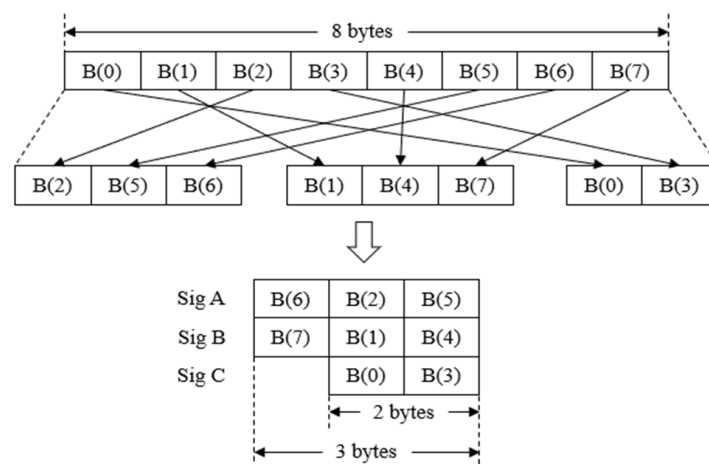 8 bytes
B(0) B(1) B(2) B(3) B(4) B(5) B(6) B(7)
B(2) B(5) B(6) B(1) B(4) B(7) B(0) B(3)
Sig A B(6) B(2) B(5)
Sig B B(7) B(1) B(4)
Sig C B(0) B(3)
2 bytes
3 bytes